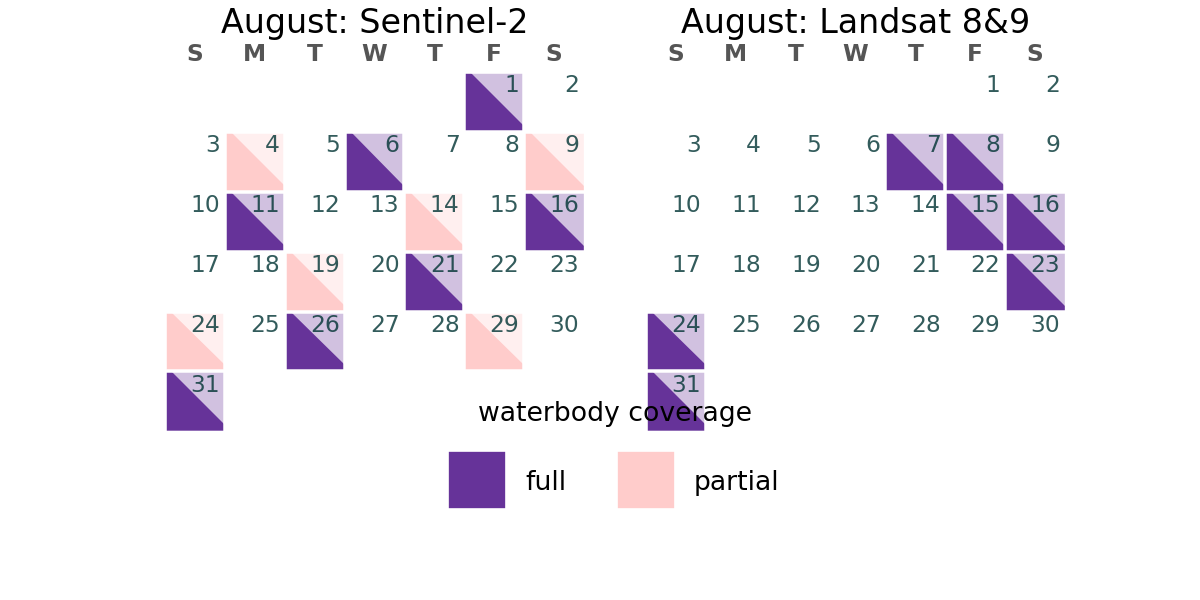 August: Sentinel-2
S M T W T F S
1 2
3 4 5 6 7 8 9
10 11 12 13 14 15 16
17 18 19 20 21 22 23
24 25 26 27 28 29 30
31
August: Landsat 8&9
S M T W T F S
1 2
3 4 5 6 7 8 9
10 11 12 13 14 15 16
17 18 19 20 21 22 23
24 25 26 27 28 29 30
31
waterbody coverage
full partial